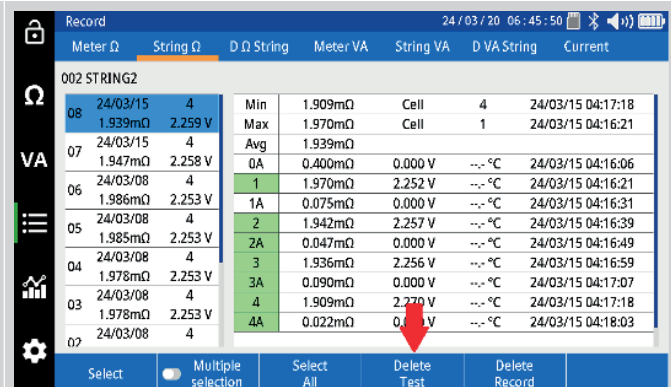 Record 24/03/20 06:45:50
Meter Ω String Ω D Ω String Meter VA String VA D VA String Current
002 STRING2
Ω
VA
08 24/03/15 4
1.939mΩ 2.259 V
07 24/03/15 4
1.947mΩ 2.258 V
06 24/03/08 4
1.986mΩ 2.253 V
05 24/03/08 4
1.985mΩ 2.253 V
04 24/03/08 4
1.978mΩ 2.253 V
03 24/03/08 4
1.978mΩ 2.253 V
02 24/03/08 4
Min 1.909mΩ Cell 4 24/03/15 04:17:18
Max 1.970mΩ Cell 1 24/03/15 04:16:21
Avg 1.939mΩ
0A 0.400mΩ 0.000 V --.- °C 24/03/15 04:16:06
1 1.970mΩ 2.252 V --.- °C 24/03/15 04:16:21
1A 0.075mΩ 0.000 V --.- °C 24/03/15 04:16:31
2 1.942mΩ 2.257 V --.- °C 24/03/15 04:16:39
2A 0.047mΩ 0.000 V --.- °C 24/03/15 04:16:49
3 1.936mΩ 2.256 V --.- °C 24/03/15 04:16:59
3A 0.090mΩ 0.000 V --.- °C 24/03/15 04:17:07
4 1.909mΩ 2.270 V --.- °C 24/03/15 04:17:18
4A 0.022mΩ V --.- °C 24/03/15 04:18:03
Select
Multiple
selection
Select
All
Delete
Test
Delete
Record